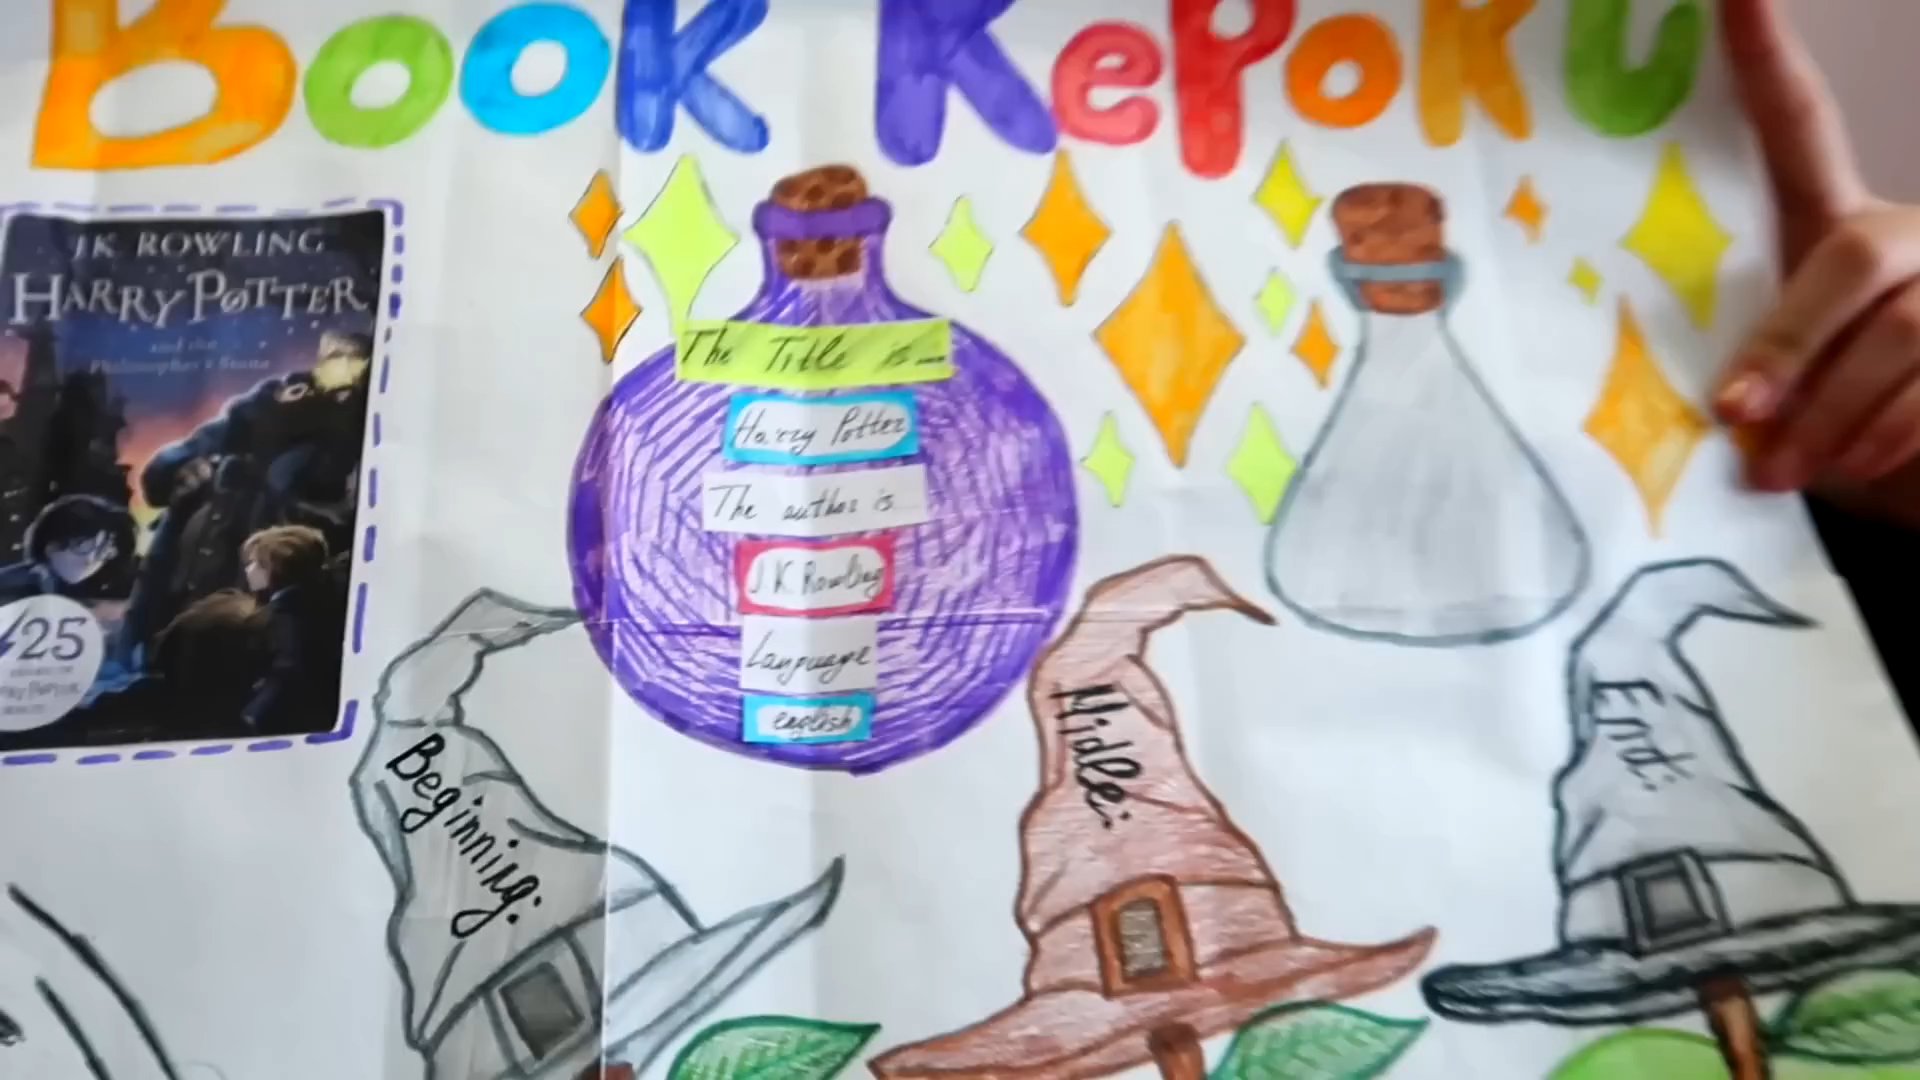 Book Kepoku
J.K. ROWLING
HARRY POTTER
and the
Philosopher's Stone
25
The Title is...
Harry Potter
The author is...
J.K Rowling
Language
english
Beginning:
Midle:
End: